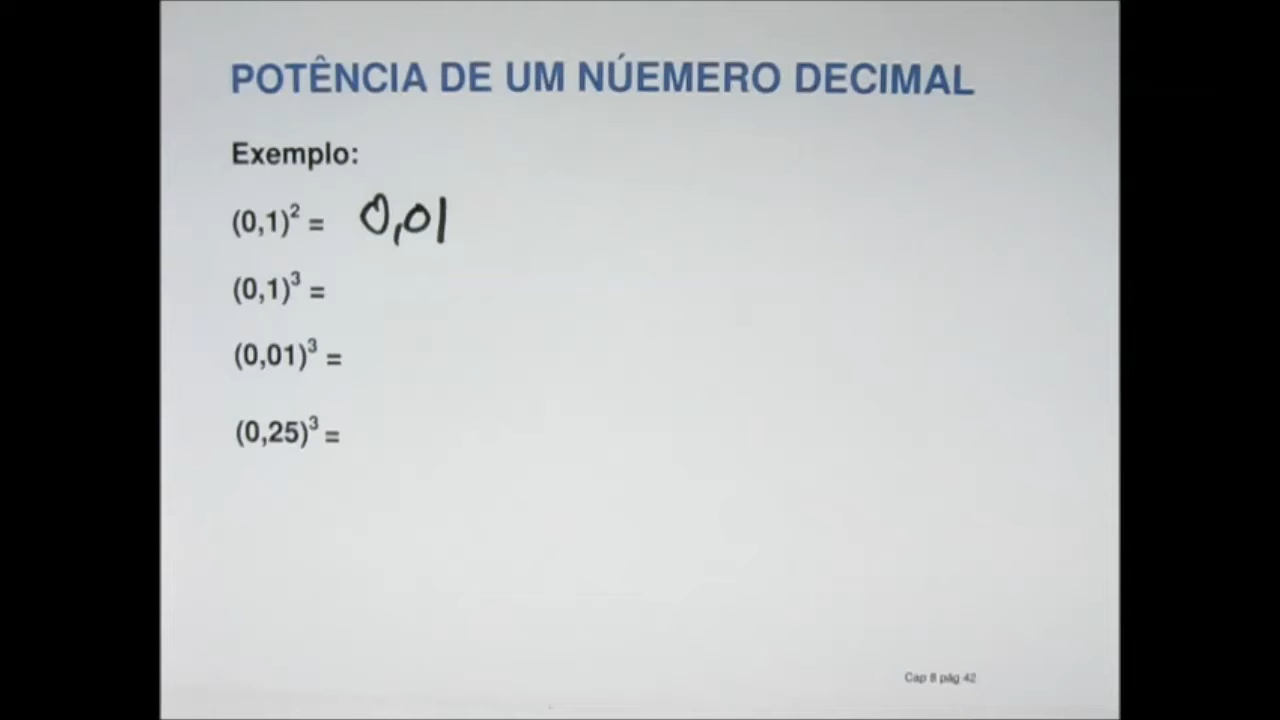 POTÊNCIA DE UM NÚEMERO DECIMAL
Exemplo:
(0,1)² = 0,01
(0,1)³ =
(0,01)³ =
(0,25)³ =
Cap 8 pág 42